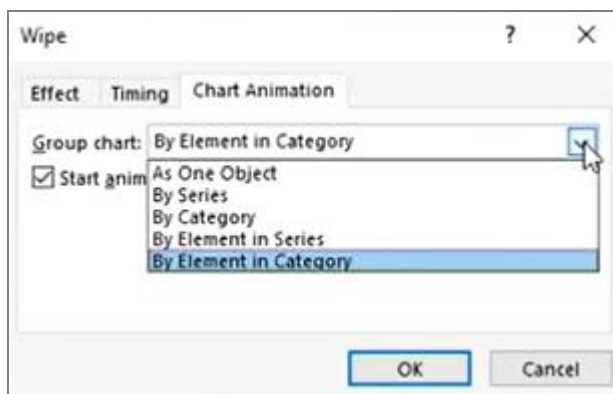 Wipe ? ×
Effect Timing Chart Animation
Group chart: By Element in Category
Start anim
As One Object
By Series
By Category
By Element in Series
By Element in Category
OK Cancel